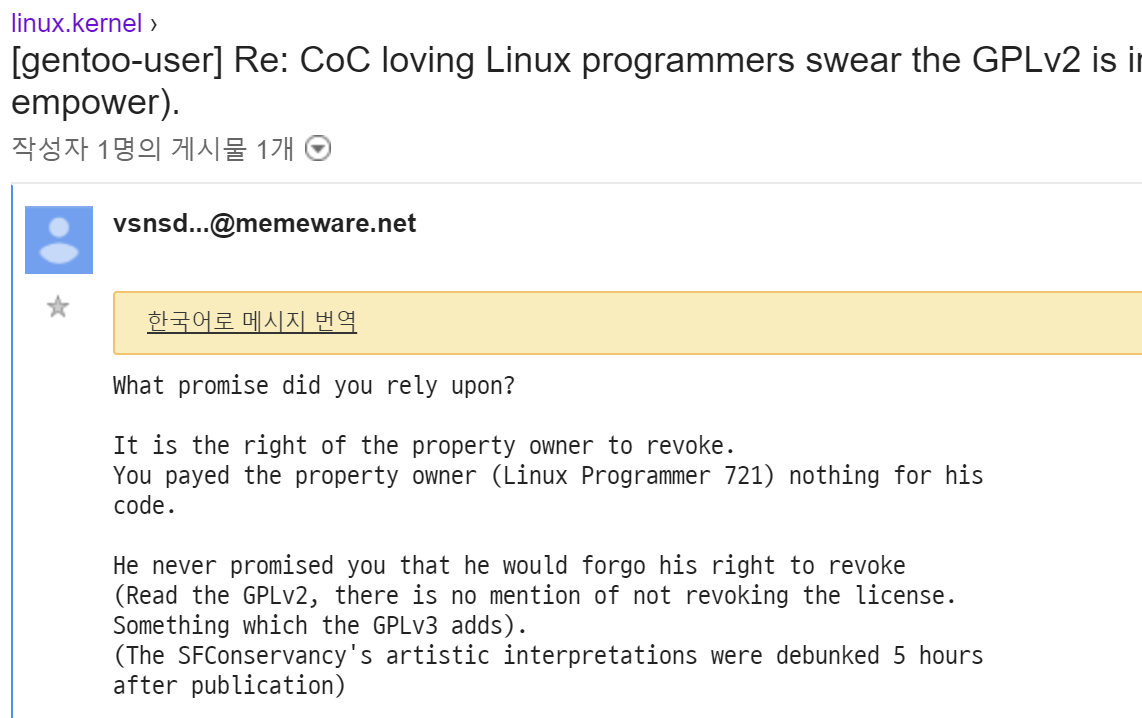 linux.kernel ›
[gentoo-user] Re: CoC loving Linux programmers swear the GPLv2 is
empower).
작성자 1명의 게시물 1개
vsnsd...@memeware.net
한국어로 메시지 번역
What promise did you rely upon?
It is the right of the property owner to revoke.
You payed the property owner (Linux Programmer 721) nothing for his
code.
He never promised you that he would forgo his right to revoke
(Read the GPLv2, there is no mention of not revoking the license.
Something which the GPLv3 adds).
(The SFConservancy's artistic interpretations were debunked 5 hours
after publication)